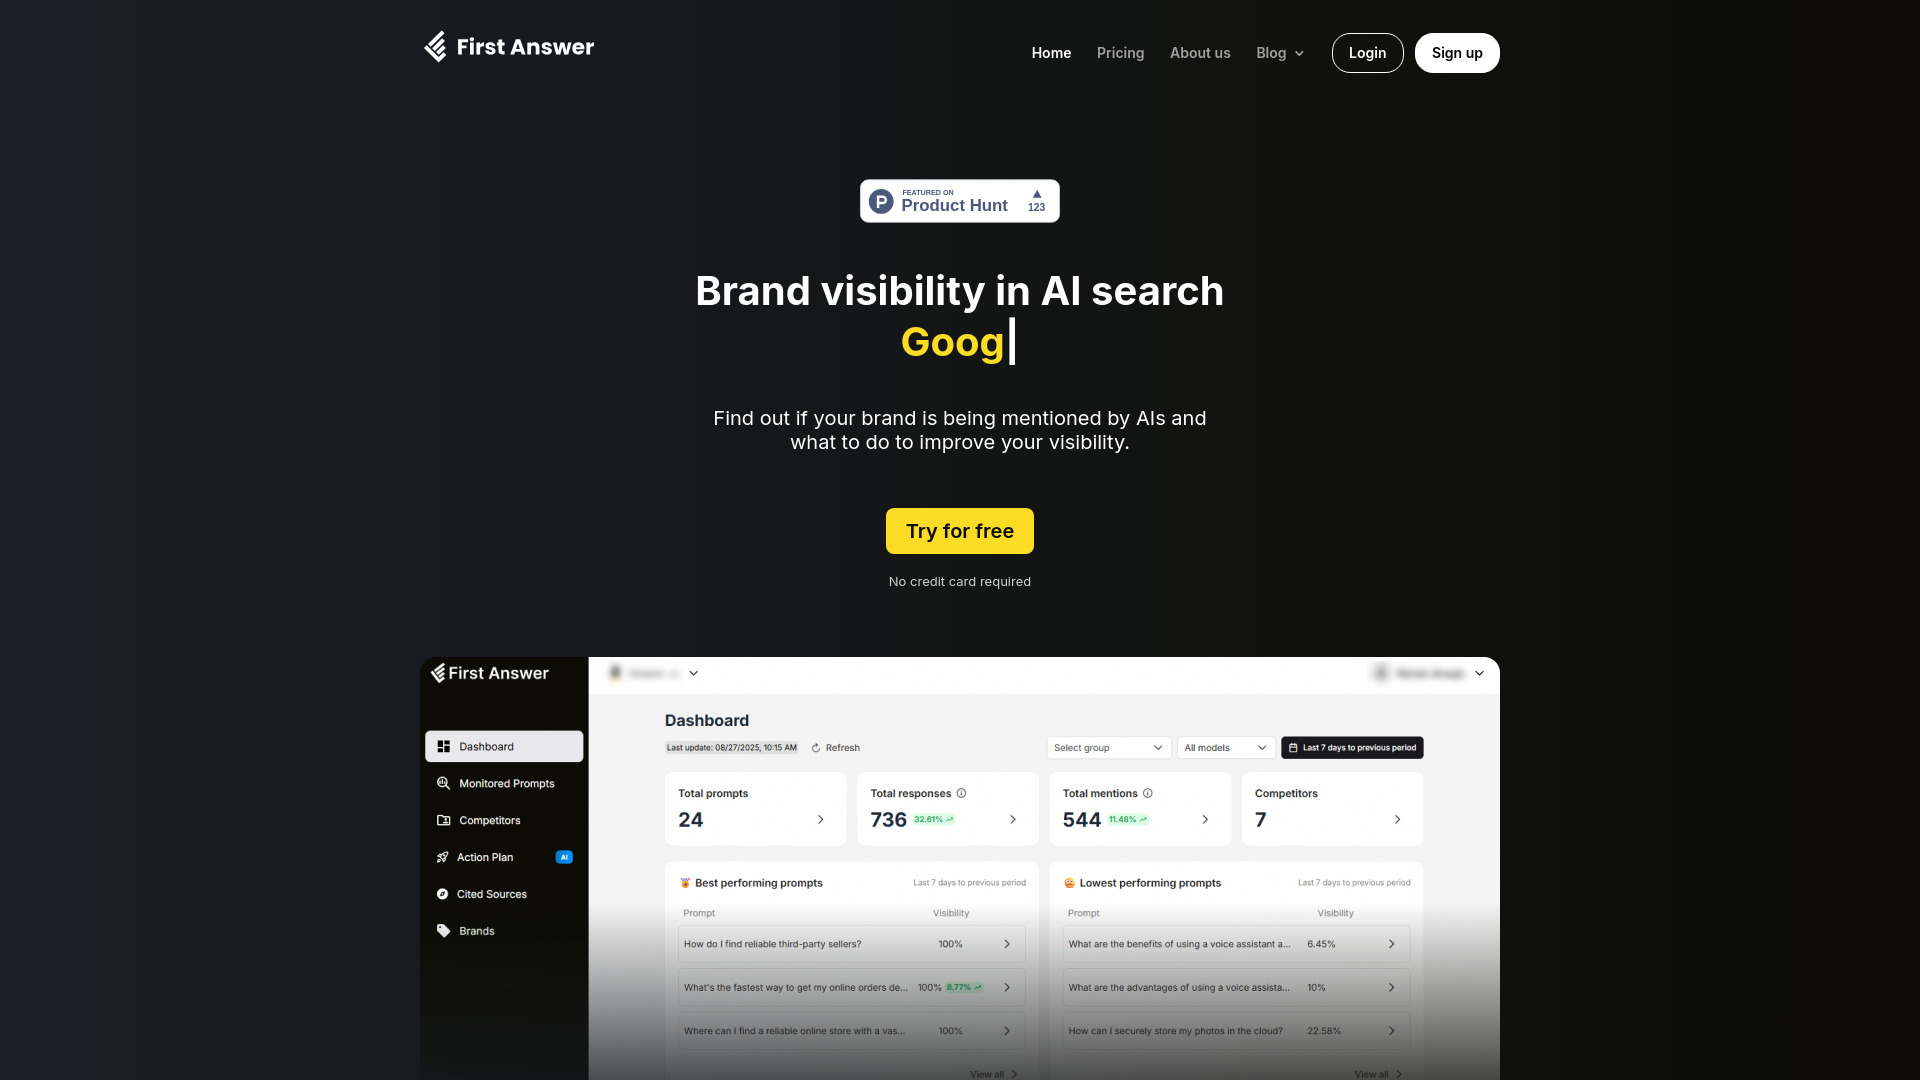 First Answer
Home Pricing About us Blog Login Sign up
FEATURED ON
Product Hunt
123
Brand visibility in AI search
Goog
Find out if your brand is being mentioned by AIs and
what to do to improve your visibility.
Try for free
No credit card required
First Answer
Dashboard
Monitored Prompts
Competitors
Action Plan AI
Cited Sources
Brands
Dashboard
Last update: 08/27/2025, 10:15 AM Refresh
Select group All models Last 7 days to previous period
Total prompts
24
Total responses
736 32.61%
Total mentions
544 11.48%
Competitors
7
Best performing prompts Last 7 days to previous period
Prompt Visibility
How do I find reliable third-party sellers? 100%
What's the fastest way to get my online orders de... 100% 8.77%
Where can I find a reliable online store with a vas... 100%
View all
Lowest performing prompts Last 7 days to previous period
Prompt Visibility
What are the benefits of using a voice assistant a... 6.45%
What are the advantages of using a voice assista... 10%
How can I securely store my photos in the cloud? 22.58%
View all